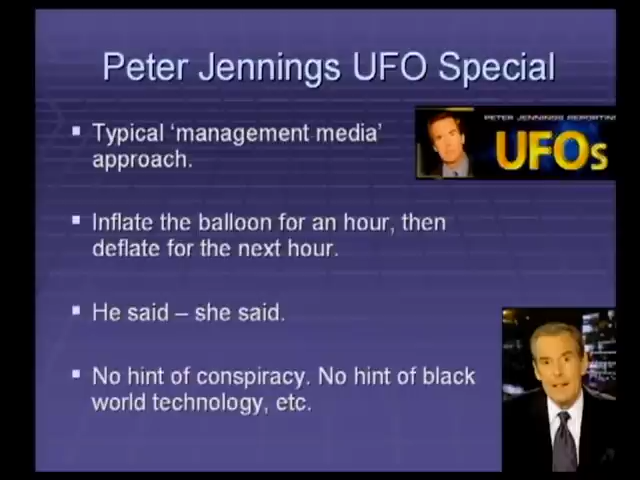 Peter Jennings UFO Special
▪ Typical ‘management media’
approach.
PETER JENNINGS REPORTING
UFOs
▪ Inflate the balloon for an hour, then
deflate for the next hour.
▪ He said – she said.
▪ No hint of conspiracy. No hint of black
world technology, etc.